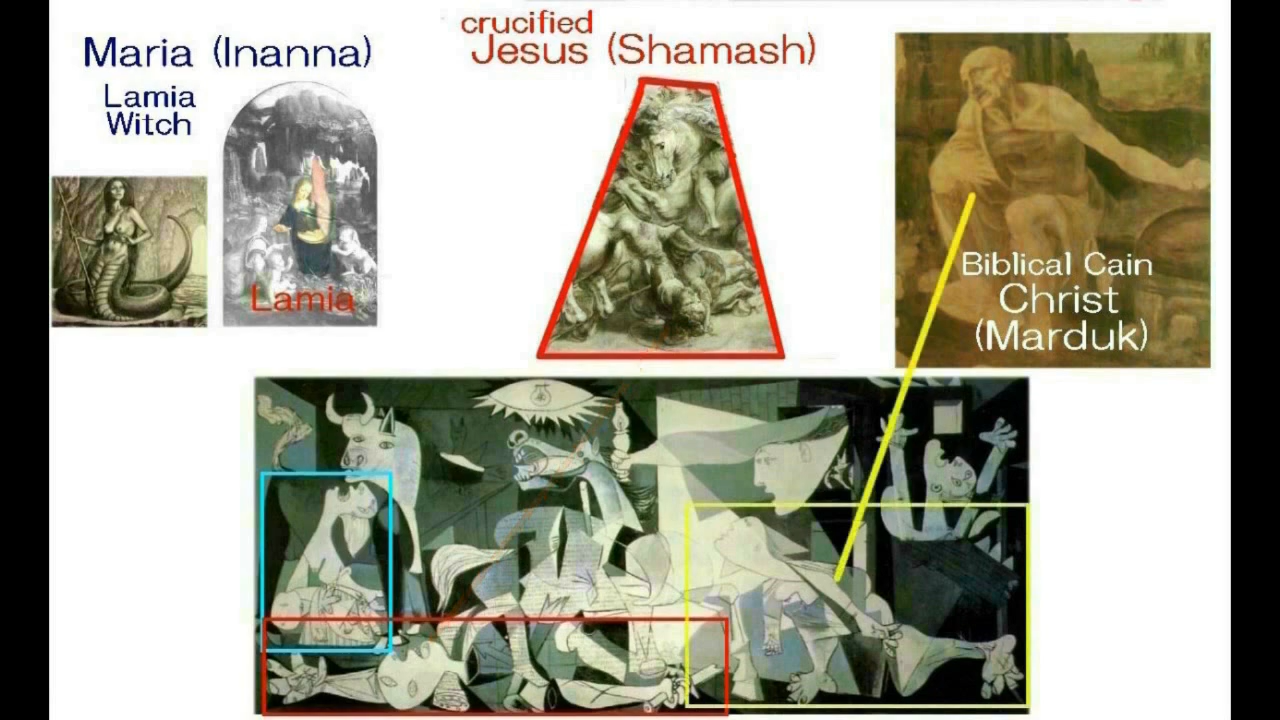 Maria (Inanna)
Lamia
Witch
Lamia
crucified
Jesus (Shamash)
Biblical Cain
Christ
(Marduk)